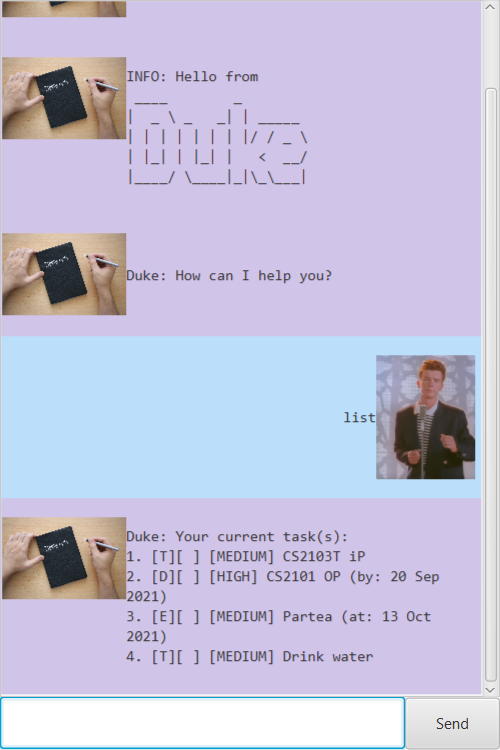 INFO: Hello from
 ____        _
|  _ \ _   _| | _____
| | | | | | | |/ / _ \
| |_| | |_| |   <  __/
|____/ \____|_|\_\___|
Duke: How can I help you?
list
Duke: Your current task(s):
1. [T][ ] [MEDIUM] CS2103T iP
2. [D][ ] [HIGH] CS2101 OP (by: 20 Sep
2021)
3. [E][ ] [MEDIUM] Partea (at: 13 Oct
2021)
4. [T][ ] [MEDIUM] Drink water
Send